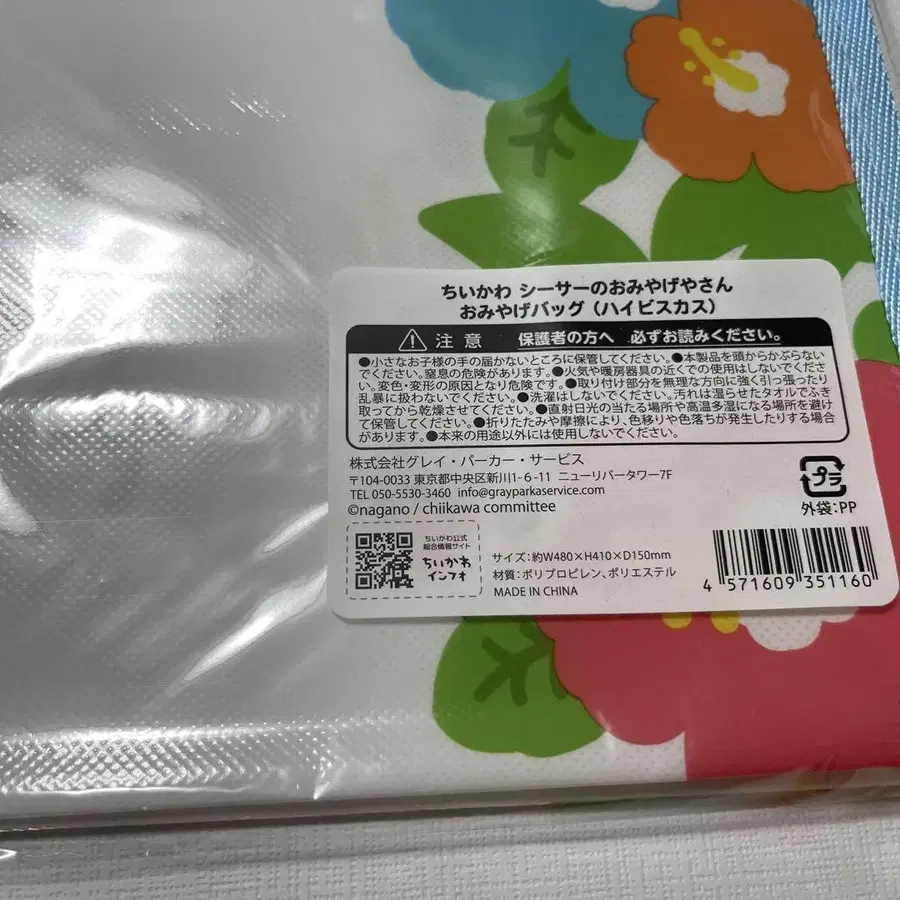 ちいかわ シーサーのおみやげやさん
おみやげバッグ（ハイビスカス）
注 意 保護者の方へ 必ずお読みください。
●小さなお子様の手の届かないところに保管してください。●本製品を頭からかぶらない
でください。窒息の危険があります。●火気や暖房器具の近くでの使用はしないでくださ
い。変色・変形の原因となり危険です。●取り付け部分を無理な方向に強く引っ張ったり
乱暴に扱わないでください。●洗濯はしないでください。汚れは湿らせたタオルでふき
取ってから乾燥させてください。●直射日光の当たる場所や高温多湿になる場所を避け
て保管してください。●折りたたみや摩擦により、色移りや色落ちが発生したりする場合
があります。●本来の用途以外には使用しないでください。
株式会社グレイ・パーカー・サービス
〒104-0033 東京都中央区新川1-6-11 ニューリバータワー7F
TEL 050-5530-3460 info@grayparkaservice.com
©nagano / chiikawa committee
プラ
外袋:PP
ちいかわ公式
総合情報サイト
ちいかわ
インフォ
サイズ：約W480×H410×D150mm
材質：ポリプロピレン、ポリエステル
MADE IN CHINA
4 571609 351160